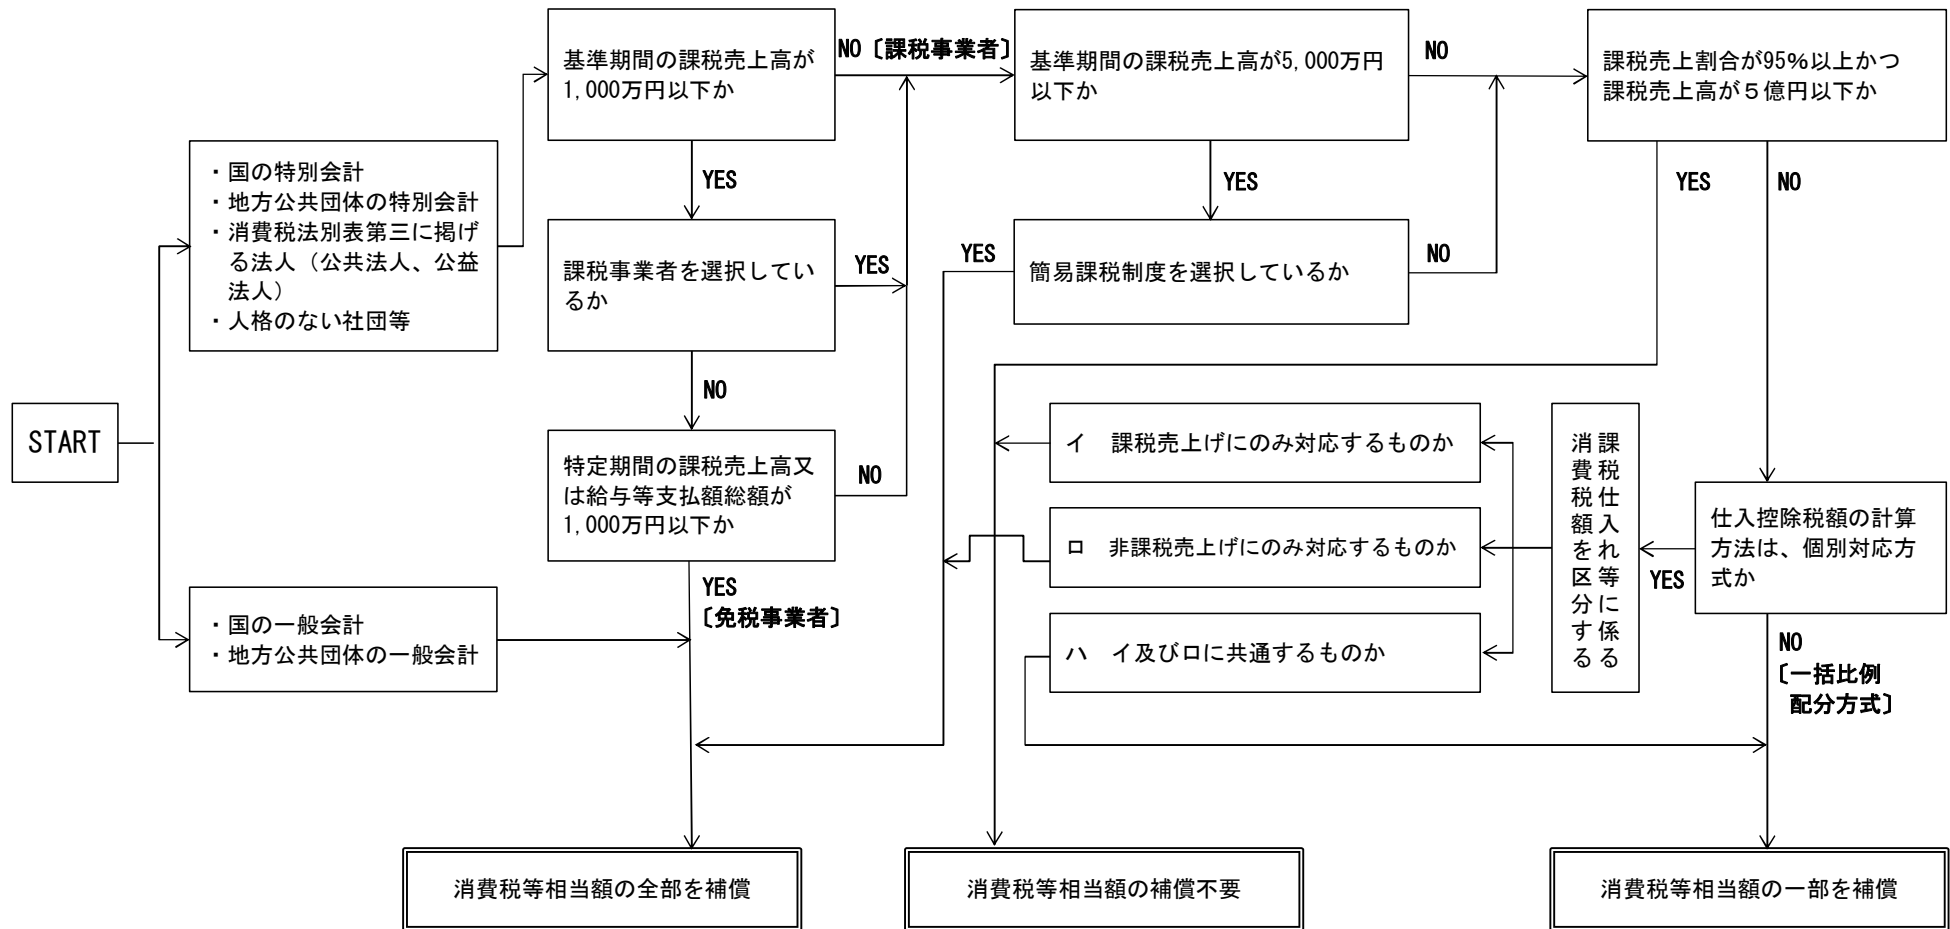 START
・国の特別会計
・地方公共団体の特別会計
・消費税法別表第三に掲げ
る法人（公共法人、公益
法人）
・人格のない社団等
・国の一般会計
・地方公共団体の一般会計
基準期間の課税売上高が
1,000万円以下か
NO〔課税事業者〕
YES
課税事業者を選択してい
るか
YES
NO
特定期間の課税売上高又
は給与等支払額総額が
1,000万円以下か
NO
YES
〔免税事業者〕
基準期間の課税売上高が5,000万円
以下か
NO
YES
簡易課税制度を選択しているか
YES
NO
課税売上割合が95％以上かつ
課税売上高が５億円以下か
YES
NO
仕入控除税額の計算
方法は、個別対応方
式か
YES
NO
〔一括比例
配分方式〕
課税仕入れ等に係る
消費税額を区分する
イ　課税売上げにのみ対応するものか
ロ　非課税売上げにのみ対応するものか
ハ　イ及びロに共通するものか
消費税等相当額の全部を補償
消費税等相当額の補償不要
消費税等相当額の一部を補償